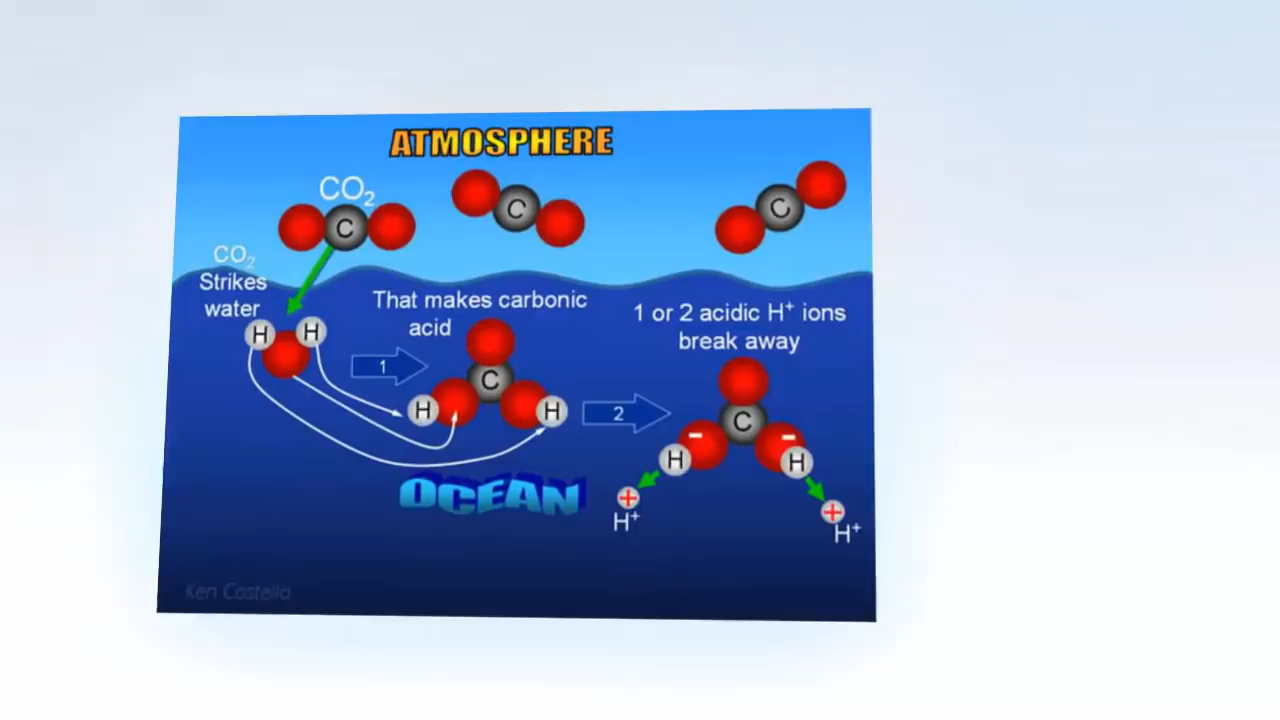 ATMOSPHERE
CO₂
C
C
C
CO₂
Strikes
water
H H
That makes carbonic
acid
1
C
H H
2
1 or 2 acidic H⁺ ions
break away
C
- -
H H
+ +
H⁺ H⁺
OCEAN
Ken Costello